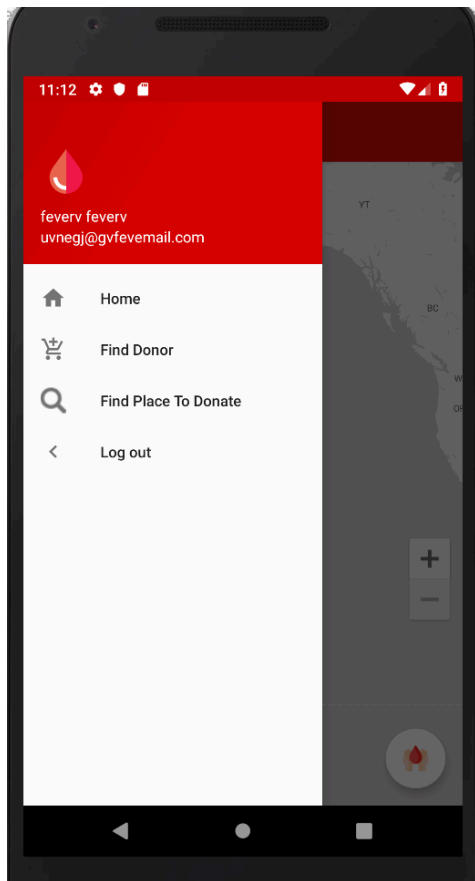 11:12
feverv feverv
uvnegj@gvfevemail.com
Home
Find Donor
Find Place To Donate
Log out
YT
BC